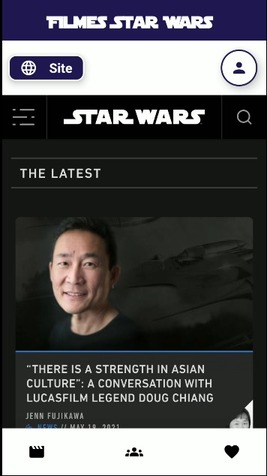 FILMES STAR WARS
Site
STAR WARS
THE LATEST
“THERE IS A STRENGTH IN ASIAN
CULTURE”: A CONVERSATION WITH
LUCASFILM LEGEND DOUG CHIANG
JENN FUJIKAWA
NEWS // MAY 18, 2021